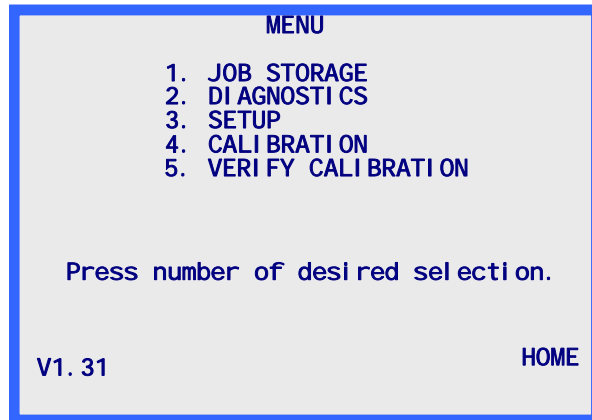 MENU
1. JOB STORAGE
2. DIAGNOSTICS
3. SETUP
4. CALIBRATION
5. VERIFY CALIBRATION
Press number of desired selection.
HOME
V1.31